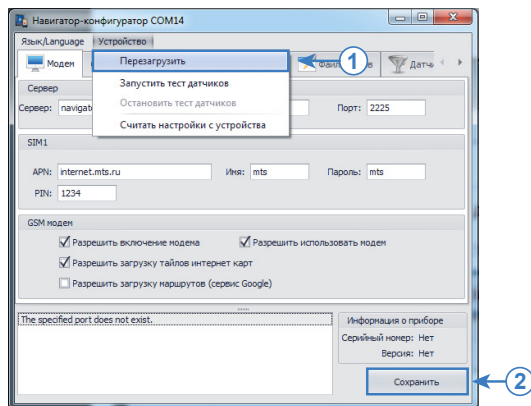 Навигатор-конфигуратор COM14
Язык/Language Устройство
Модем Датч
Перезагрузить
1
Запустить тест датчиков
Остановить тест датчиков
Считать настройки с устройства
Сервер
Сервер: navigat Порт: 2225
SIM1
APN: internet.mts.ru Имя: mts Пароль: mts
PIN: 1234
GSM модем
Разрешить включение модема Разрешить использовать модем
Разрешить загрузку тайлов интернет карт
Разрешить загрузку маршрутов (сервис Google)
The specified port does not exist.
Информация о приборе
Серийный номер: Нет
Версия: Нет
Сохранить
2